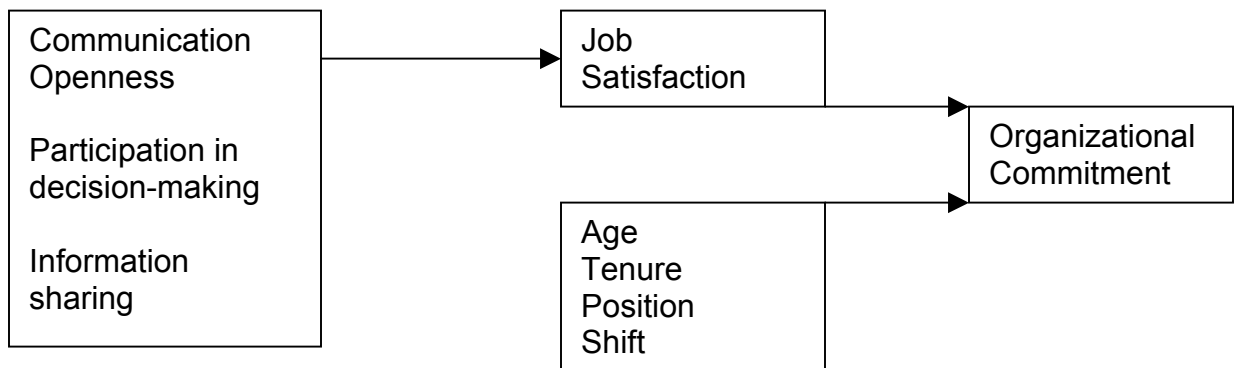 Communication
Openness
Participation in
decision-making
Information
sharing
Job
Satisfaction
Age
Tenure
Position
Shift
Organizational
Commitment